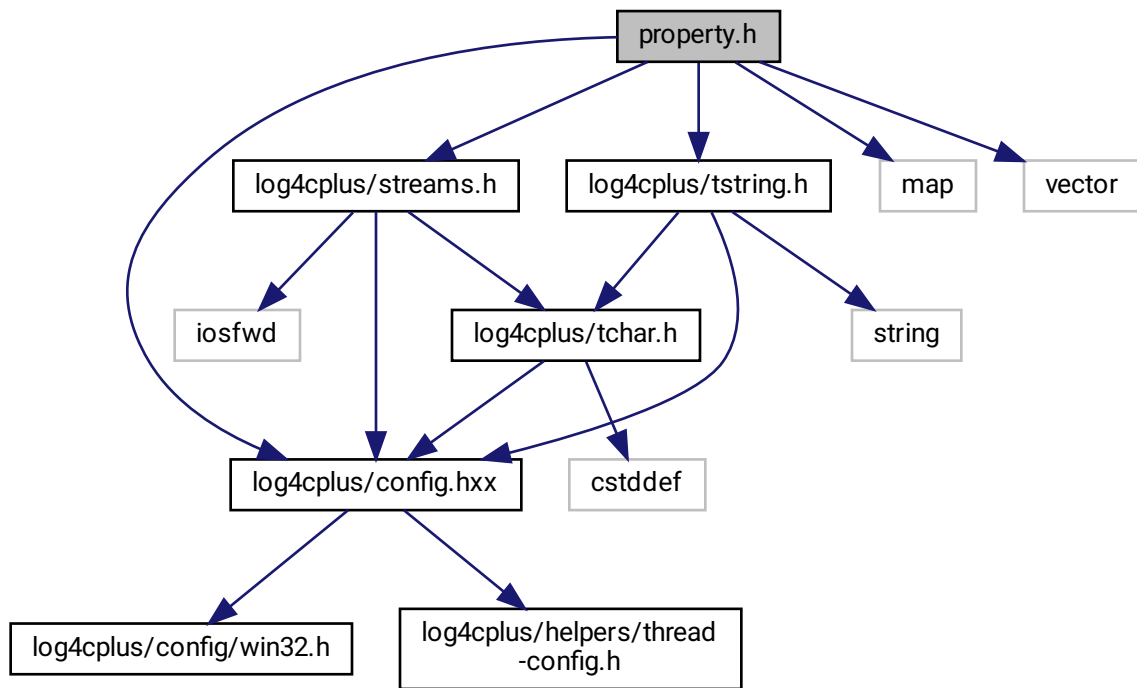 property.h
log4cplus/streams.h
log4cplus/tstring.h
map
vector
iosfwd
log4cplus/tchar.h
string
log4cplus/config.hxx
cstddef
log4cplus/config/win32.h
log4cplus/helpers/thread
-config.h